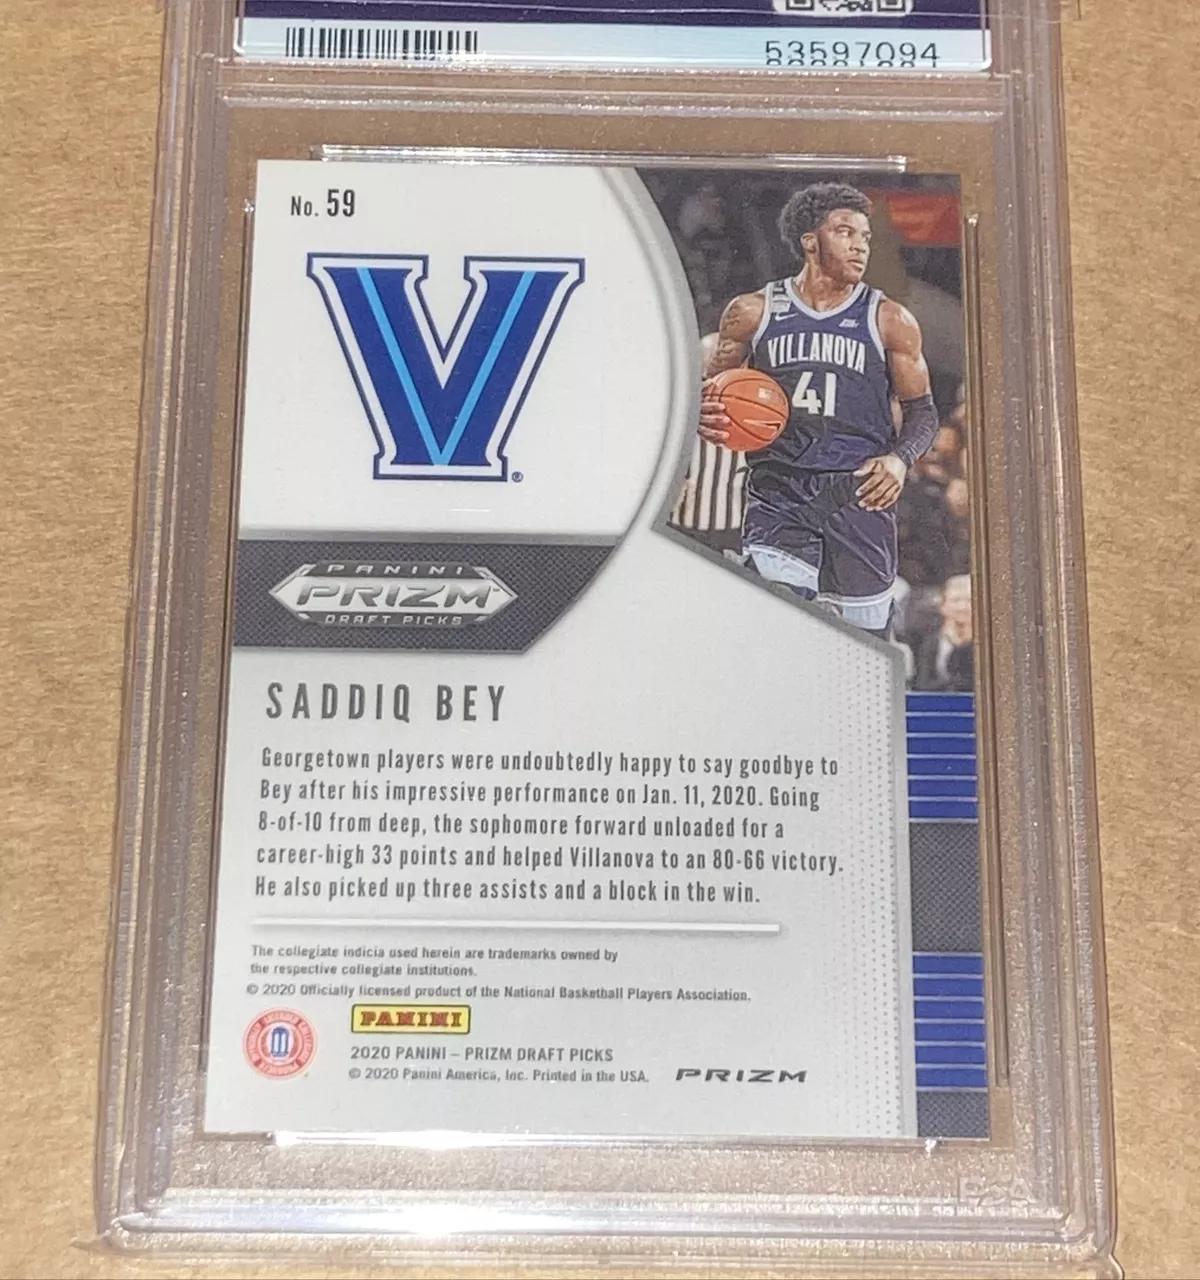 53597094
No. 59
V
®
VILLANOVA
41
PANINI
PRIZM
DRAFT PICKS
SADDIQ BEY
Georgetown players were undoubtedly happy to say goodbye to
Bey after his impressive performance on Jan. 11, 2020. Going
8-of-10 from deep, the sophomore forward unloaded for a
career-high 33 points and helped Villanova to an 80-66 victory.
He also picked up three assists and a block in the win.
The collegiate indicia used herein are trademarks owned by
the respective collegiate institutions.
© 2020 Officially licensed product of the National Basketball Players Association.
PANINI
2020 PANINI – PRIZM DRAFT PICKS
© 2020 Panini America, Inc. Printed in the USA.
PRIZM
PSA